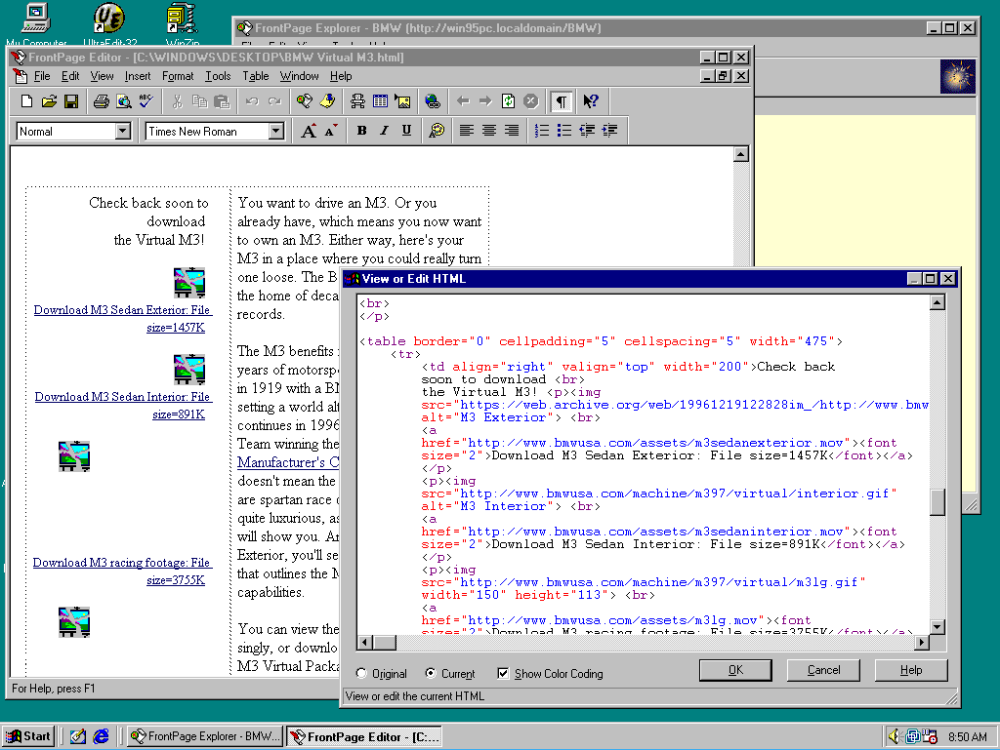 My Computer
UltraEdit-32
WinZip
FrontPage Explorer - BMW (http://win95pc.localdomain/BMW)
FrontPage Editor - [C:\WINDOWS\DESKTOP\BMW Virtual M3.html]
File Edit View Insert Format Tools Table Window Help
Normal
Times New Roman
Check back soon to
download
the Virtual M3!
Download M3 Sedan Exterior: File
size=1457K
Download M3 Sedan Interior: File
size=891K
Download M3 racing footage: File
size=3755K
You want to drive an M3. Or you
already have, which means you now want
to own an M3. Either way, here's your
M3 in a place where you could really turn
one loose. The B
the home of deca
records.
The M3 benefits
years of motorsp
in 1919 with a B
setting a world alt
continues in 1996
Team winning the
Manufacturer's C
doesn't mean the
are spartan race
quite luxurious, as
will show you. A
Exterior, you'll se
that outlines the M
capabilities.
You can view the
singly, or downlo
M3 Virtual Packa
For Help, press F1
View or Edit HTML
<br>
</p>
<table border="0" cellpadding="5" cellspacing="5" width="475">
<tr>
<td align="right" valign="top" width="200">Check back
soon to download <br>
the Virtual M3! <p><img
src="https://web.archive.org/web/19961219122828im_/http://www.bmw
alt="M3 Exterior"> <br>
<a
href="http://www.bmwusa.com/assets/m3sedanexterior.mov"><font
size="2">Download M3 Sedan Exterior: File size=1457K</font></a>
</p>
<p><img
src="http://www.bmwusa.com/machine/m397/virtual/interior.gif"
alt="M3 Interior"> <br>
<a
href="http://www.bmwusa.com/assets/m3sedaninterior.mov"><font
size="2">Download M3 Sedan Interior: File size=891K</font></a>
</p>
<p><img
src="http://www.bmwusa.com/machine/m397/virtual/m3lg.gif"
width="150" height="113"> <br>
<a
href="http://www.bmwusa.com/assets/m3lg.mov"><font
size="2">Download M3 racing footage: File size=3755K</font></a>
Original
Current
Show Color Coding
OK
Cancel
Help
View or edit the current HTML
Start
FrontPage Explorer - BMW...
FrontPage Editor - [C:...
8:50 AM